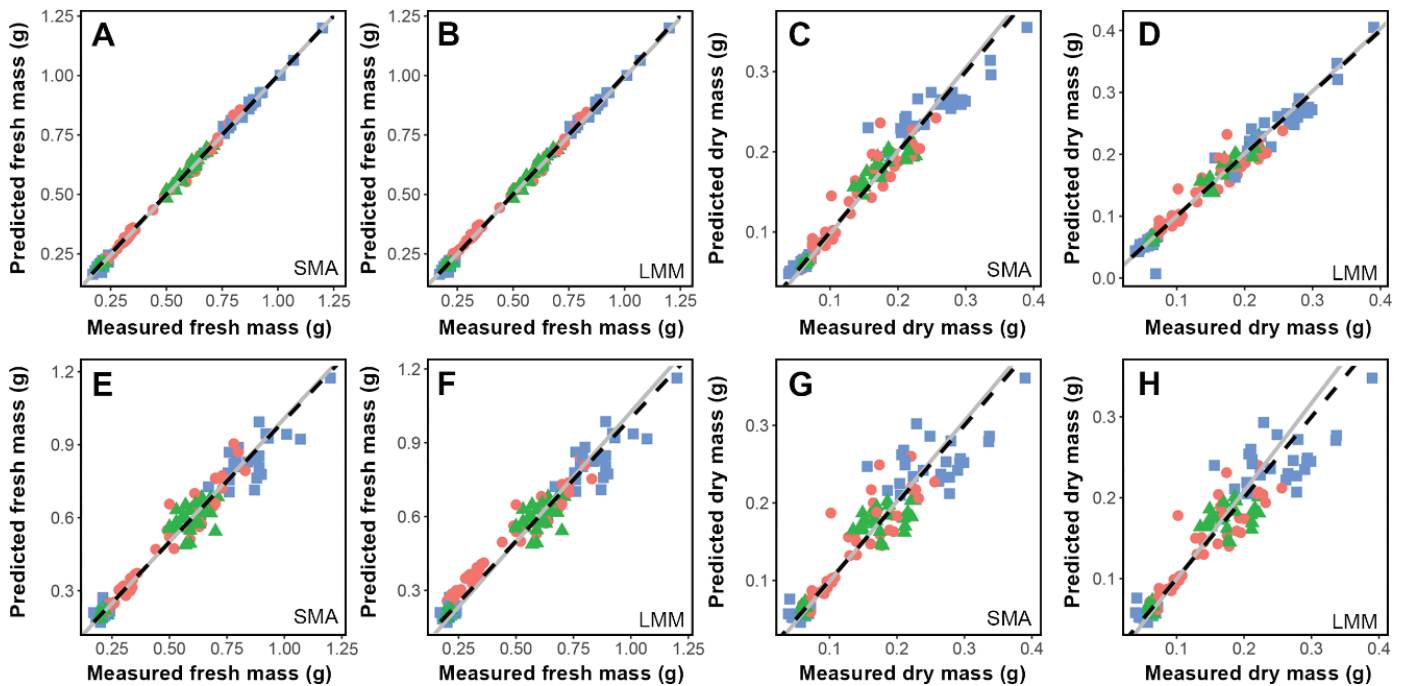 A
B
C
D
Predicted fresh mass (g)
1.25
1.00
0.75
0.50
0.25
SMA
0.25 0.50 0.75 1.00 1.25
Measured fresh mass (g)
Predicted fresh mass (g)
1.25
1.00
0.75
0.50
0.25
LMM
0.25 0.50 0.75 1.00 1.25
Measured fresh mass (g)
Predicted dry mass (g)
0.3
0.2
0.1
SMA
0.1 0.2 0.3 0.4
Measured dry mass (g)
Predicted dry mass (g)
0.4
0.3
0.2
0.1
0.0
LMM
0.1 0.2 0.3 0.4
Measured dry mass (g)
E
F
G
H
Predicted fresh mass (g)
1.2
0.9
0.6
0.3
SMA
0.25 0.50 0.75 1.00 1.25
Measured fresh mass (g)
Predicted fresh mass (g)
1.2
0.9
0.6
0.3
LMM
0.25 0.50 0.75 1.00 1.25
Measured fresh mass (g)
Predicted dry mass (g)
0.3
0.2
0.1
SMA
0.1 0.2 0.3 0.4
Measured dry mass (g)
Predicted dry mass (g)
0.3
0.2
0.1
LMM
0.1 0.2 0.3 0.4
Measured dry mass (g)